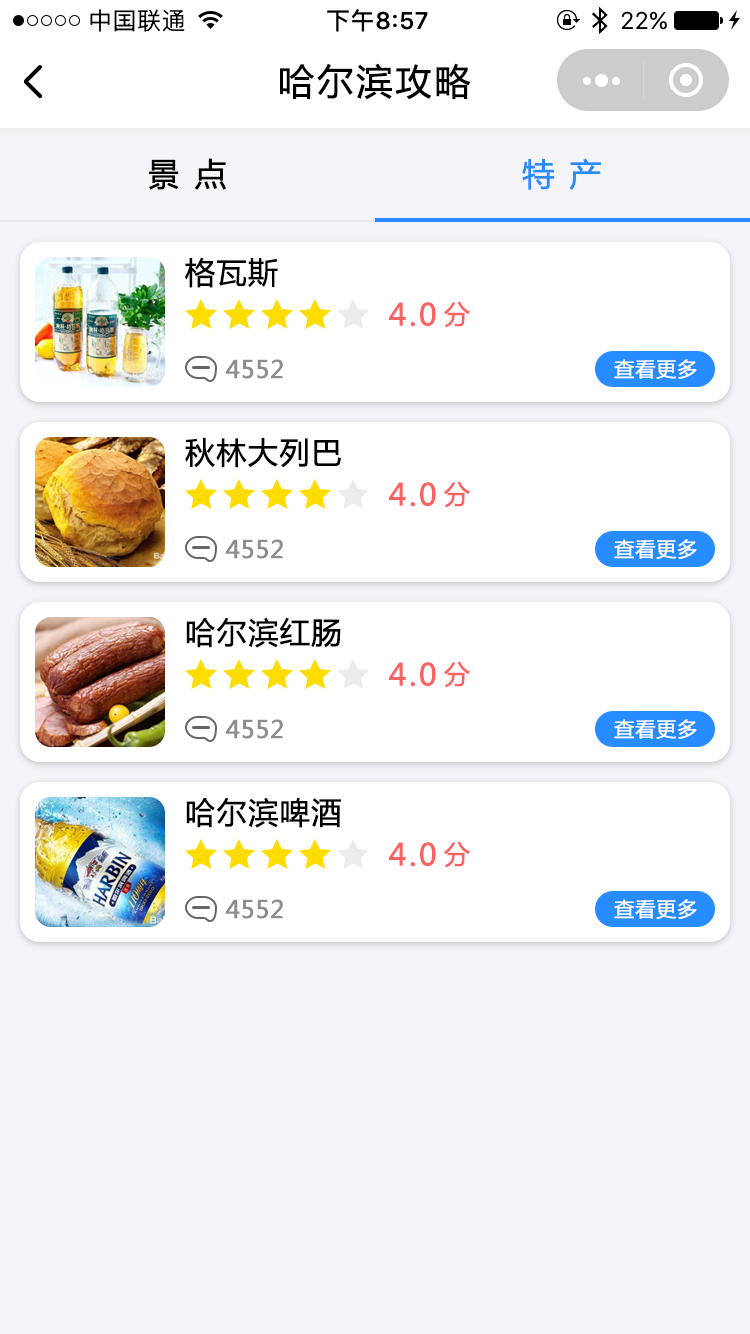 中国联通 下午8:57 22%
哈尔滨攻略
景 点 特 产
格瓦斯
4.0 分
4552 查看更多
秋林大列巴
4.0 分
4552 查看更多
哈尔滨红肠
4.0 分
4552 查看更多
哈尔滨啤酒
4.0 分
HARBIN
4552 查看更多